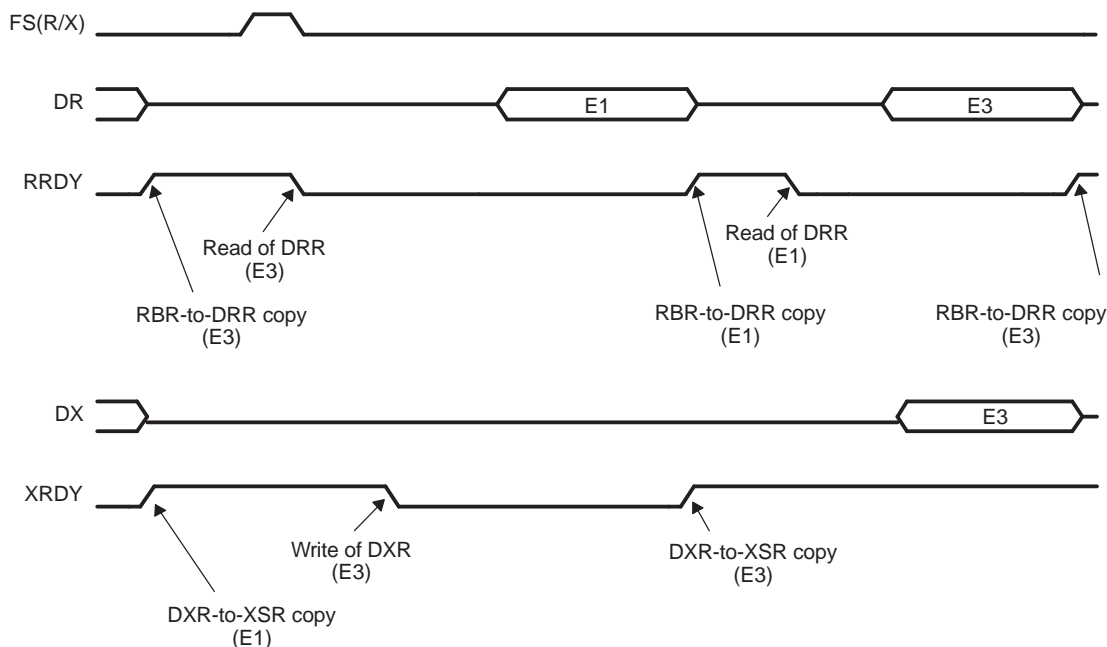 FS(R/X)
DR
E1
E3
RRDY
Read of DRR
(E3)
Read of DRR
(E1)
RBR-to-DRR copy
(E3)
RBR-to-DRR copy
(E1)
RBR-to-DRR copy
(E3)
DX
E3
XRDY
Write of DXR
(E3)
DXR-to-XSR copy
(E3)
DXR-to-XSR copy
(E1)